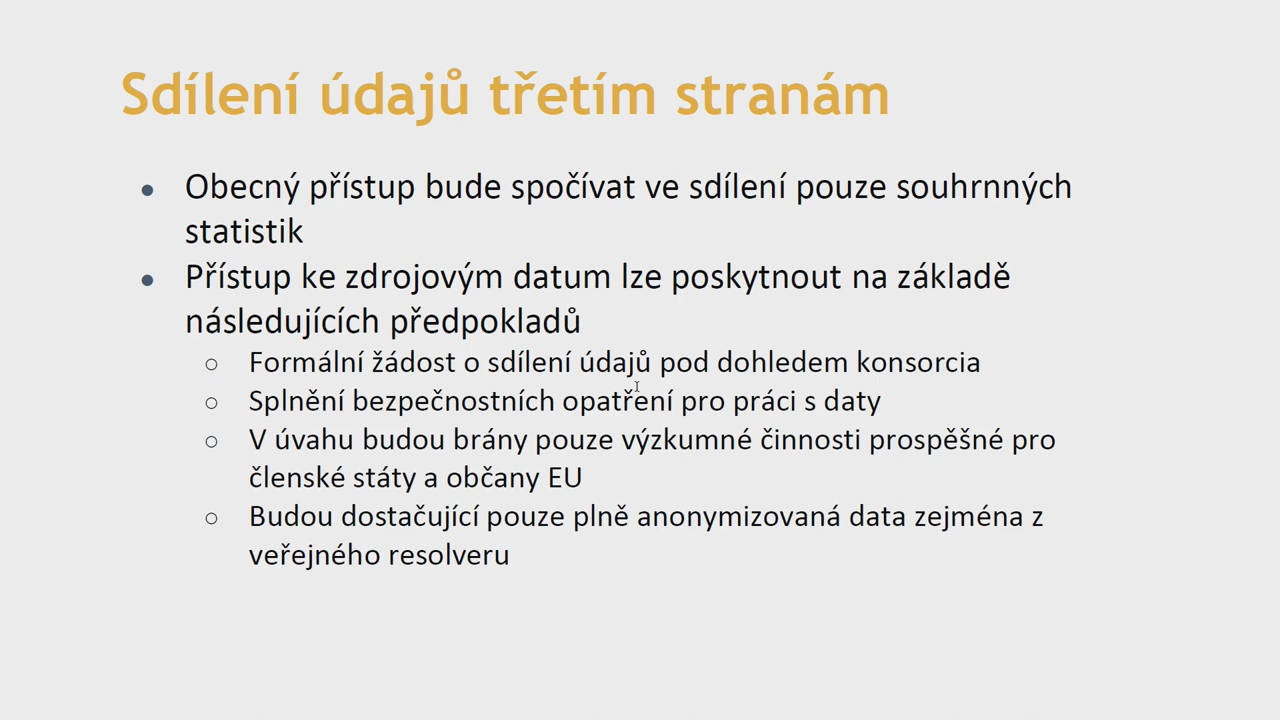 Sdílení údajů třetím stranám
• Obecný přístup bude spočívat ve sdílení pouze souhrnných
statistik
• Přístup ke zdrojovým datum lze poskytnout na základě
následujících předpokladů
○ Formální žádost o sdílení údajů pod dohledem konsorcia
○ Splnění bezpečnostních opatření pro práci s daty
○ V úvahu budou brány pouze výzkumné činnosti prospěšné pro
členské státy a občany EU
○ Budou dostačující pouze plně anonymizovaná data zejména z
veřejného resolveru